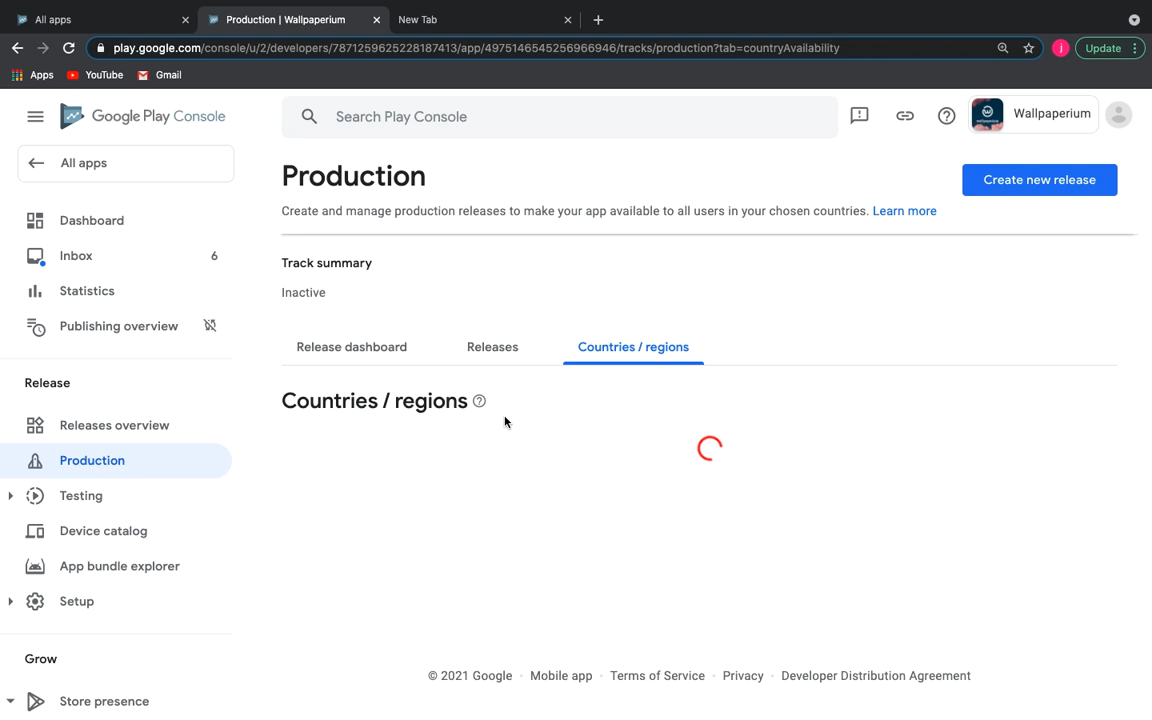 All apps
Production | Wallpaperium
New Tab
play.google.com/console/u/2/developers/7871259625228187413/app/4975146545256966946/tracks/production?tab=countryAvailability
j
Update
Apps
YouTube
Gmail
Google Play Console
Search Play Console
Wallpaperium
All apps
Production
Create new release
Create and manage production releases to make your app available to all users in your chosen countries. Learn more
Dashboard
Inbox 6
Statistics
Publishing overview
Track summary
Inactive
Release dashboard
Releases
Countries / regions
Release
Countries / regions
Releases overview
Production
Testing
Device catalog
App bundle explorer
Setup
Grow
Store presence
© 2021 Google · Mobile app · Terms of Service · Privacy · Developer Distribution Agreement